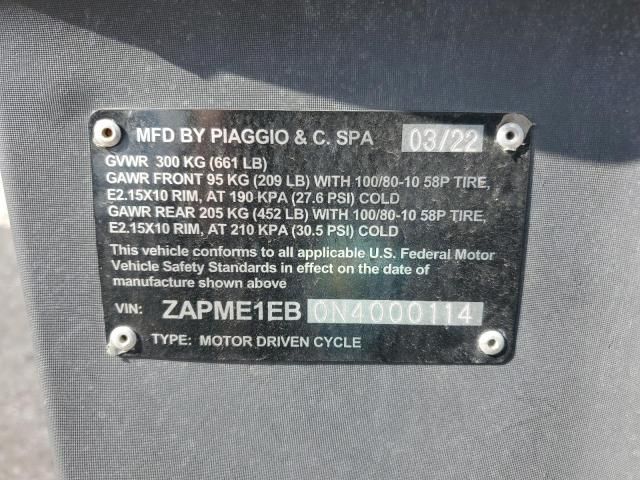 MFD BY PIAGGIO & C. SPA 03/22
GVWR 300 KG (661 LB)
GAWR FRONT 95 KG (209 LB) WITH 100/80-10 58P TIRE,
E2.15X10 RIM, AT 190 KPA (27.6 PSI) COLD
GAWR REAR 205 KG (452 LB) WITH 100/80-10 58P TIRE,
E2.15X10 RIM, AT 210 KPA (30.5 PSI) COLD
This vehicle conforms to all applicable U.S. Federal Motor
Vehicle Safety Standards in effect on the date of
manufacture shown above
VIN: ZAPME1EB 0N4000114
TYPE: MOTOR DRIVEN CYCLE